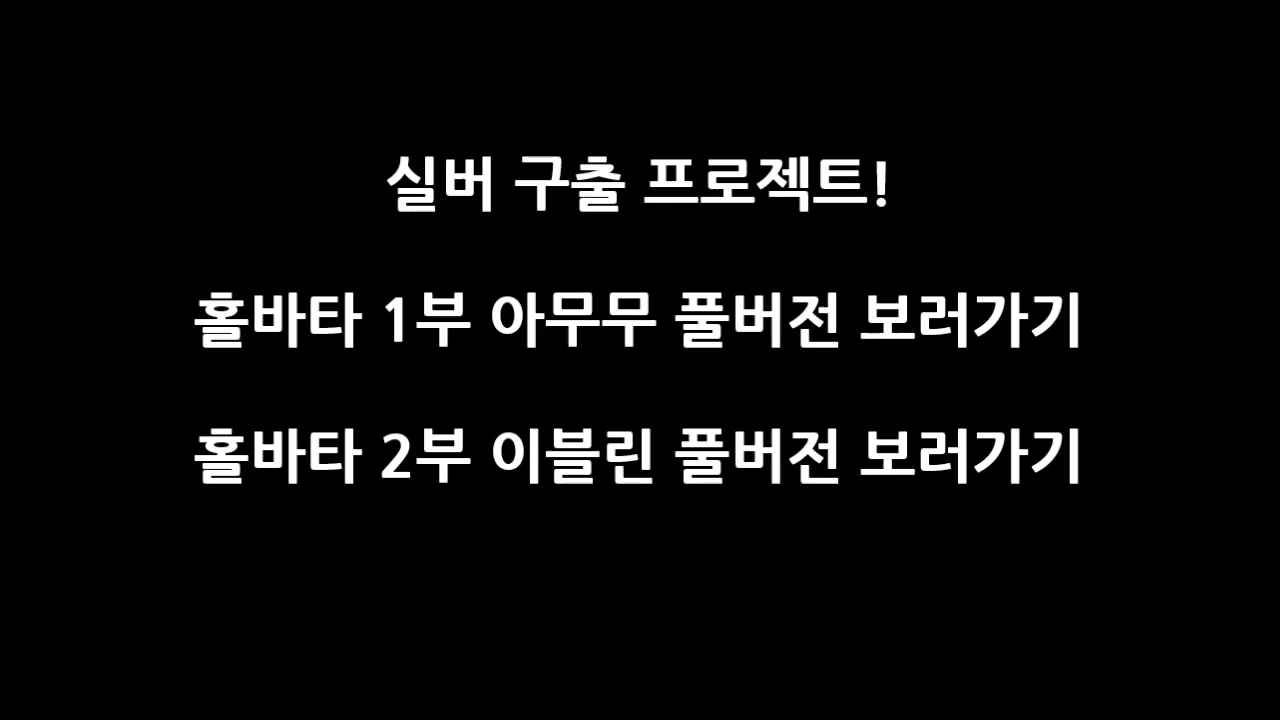 실버 구출 프로젝트!
홀바타 1부 아무무 풀버전 보러가기
홀바타 2부 이블린 풀버전 보러가기